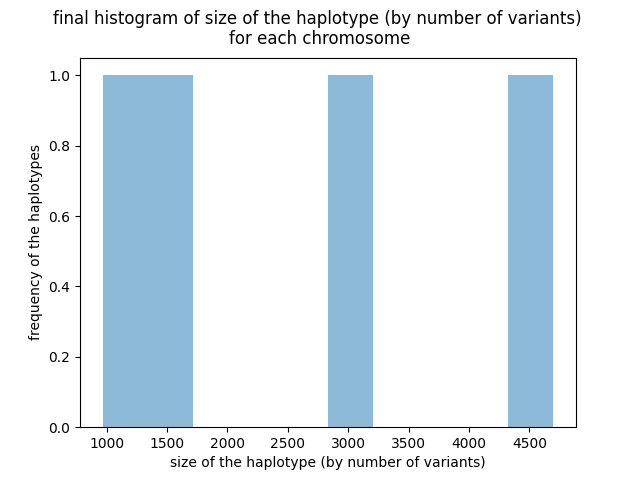 final histogram of size of the haplotype (by number of variants)
for each chromosome
1.0
0.8
0.6
0.4
0.2
0.0
frequency of the haplotypes
1000 1500 2000 2500 3000 3500 4000 4500
size of the haplotype (by number of variants)